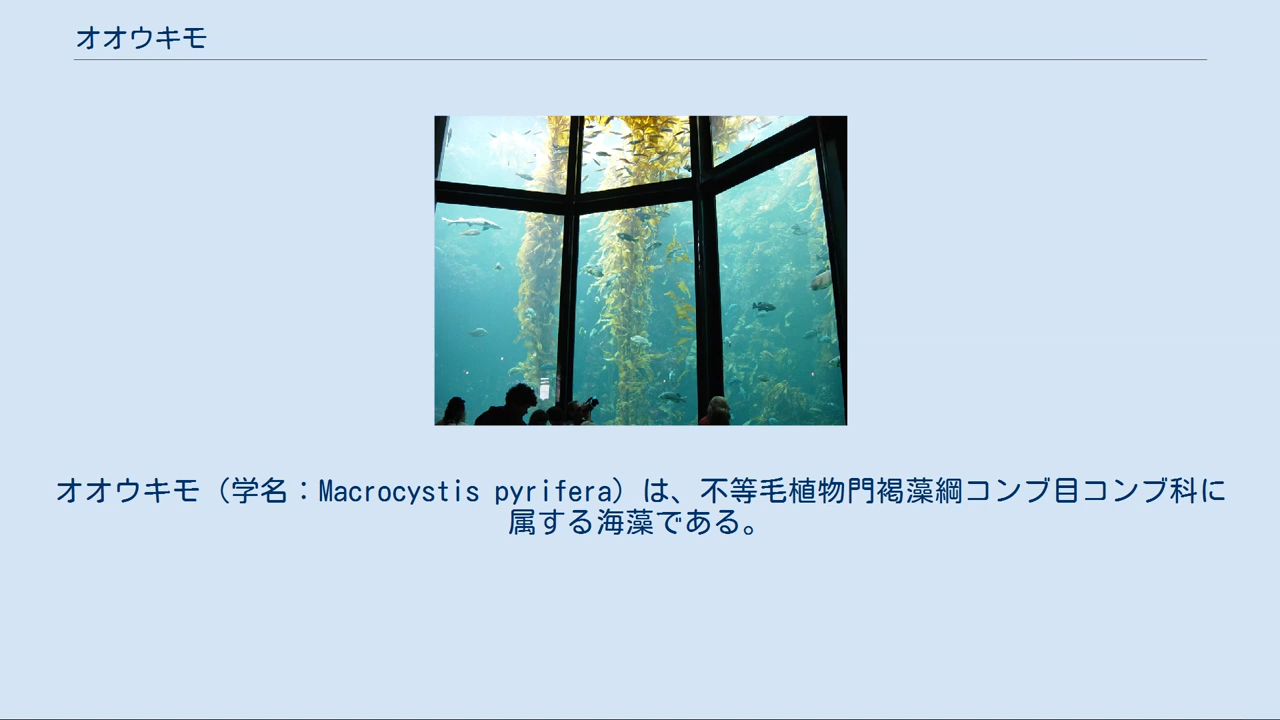 オオウキモ
オオウキモ（学名：Macrocystis pyrifera）は、不等毛植物門褐藻綱コンブ目コンブ科に
属する海藻である。